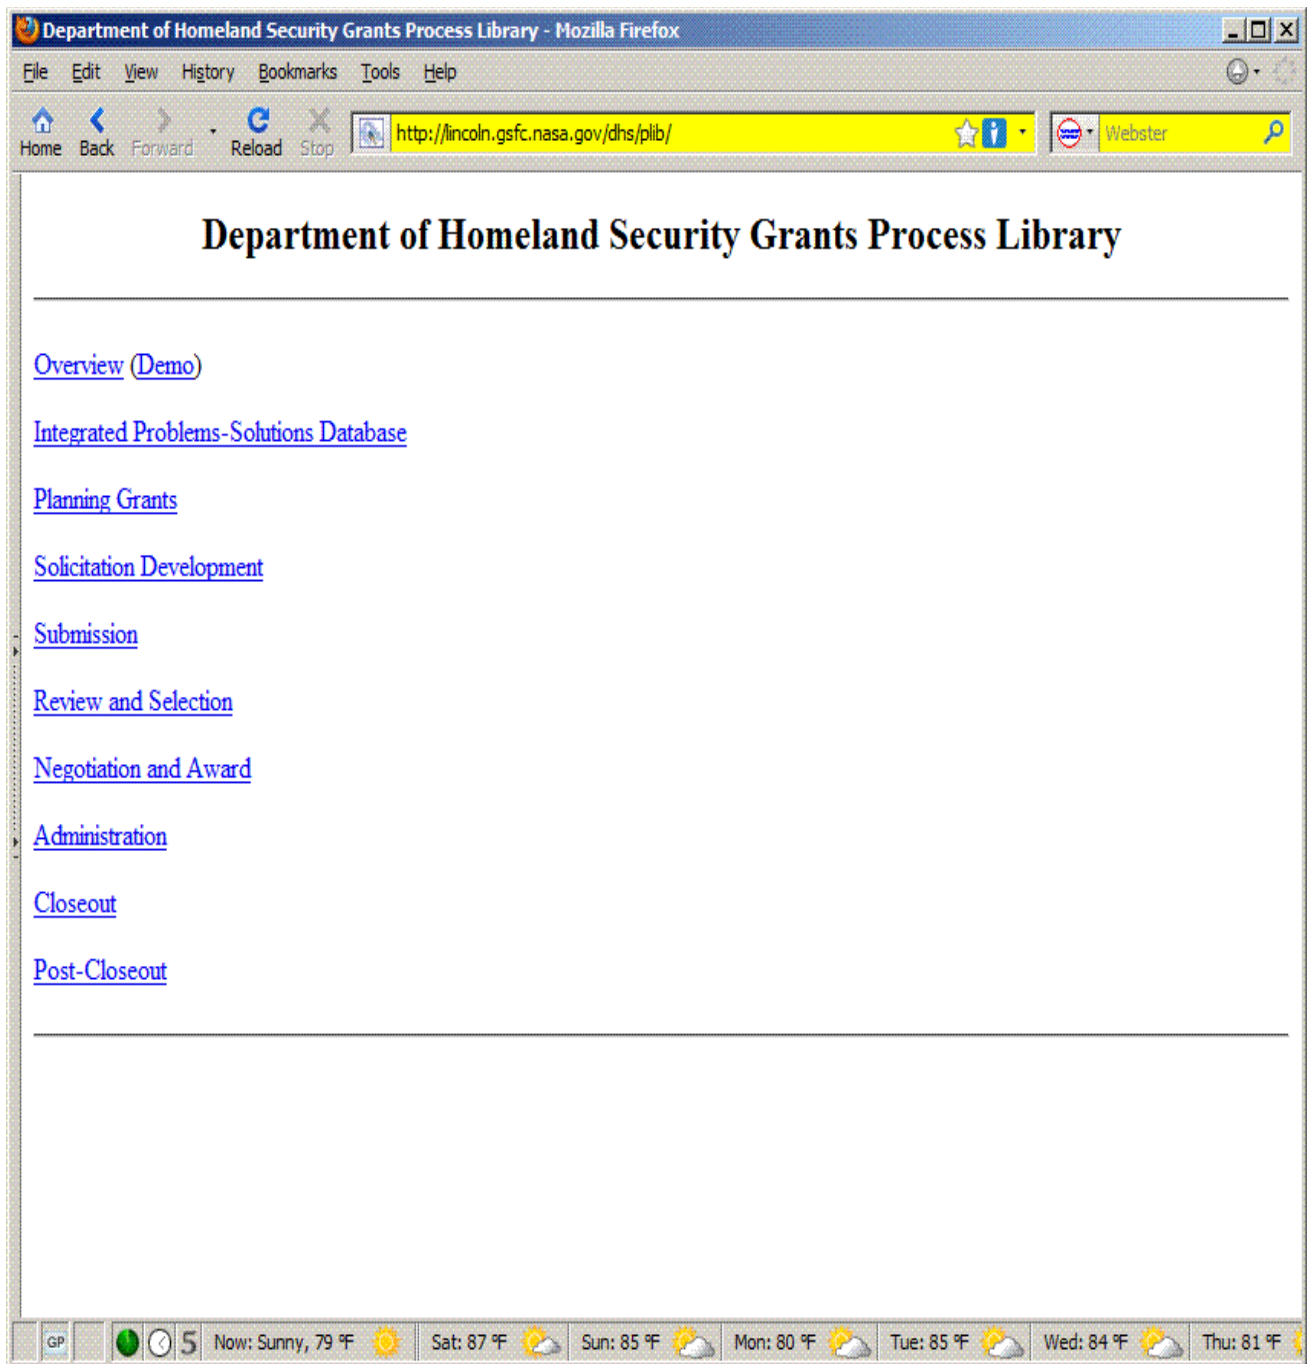 Department of Homeland Security Grants Process Library - Mozilla Firefox
File Edit View History Bookmarks Tools Help
Home Back Forward Reload Stop http://lincoln.gsfc.nasa.gov/dhs/plib/ Webster
Department of Homeland Security Grants Process Library
Overview (Demo)
Integrated Problems-Solutions Database
Planning Grants
Solicitation Development
Submission
Review and Selection
Negotiation and Award
Administration
Closeout
Post-Closeout
GP 5 Now: Sunny, 79 °F Sat: 87 °F Sun: 85 °F Mon: 80 °F Tue: 85 °F Wed: 84 °F Thu: 81 °F